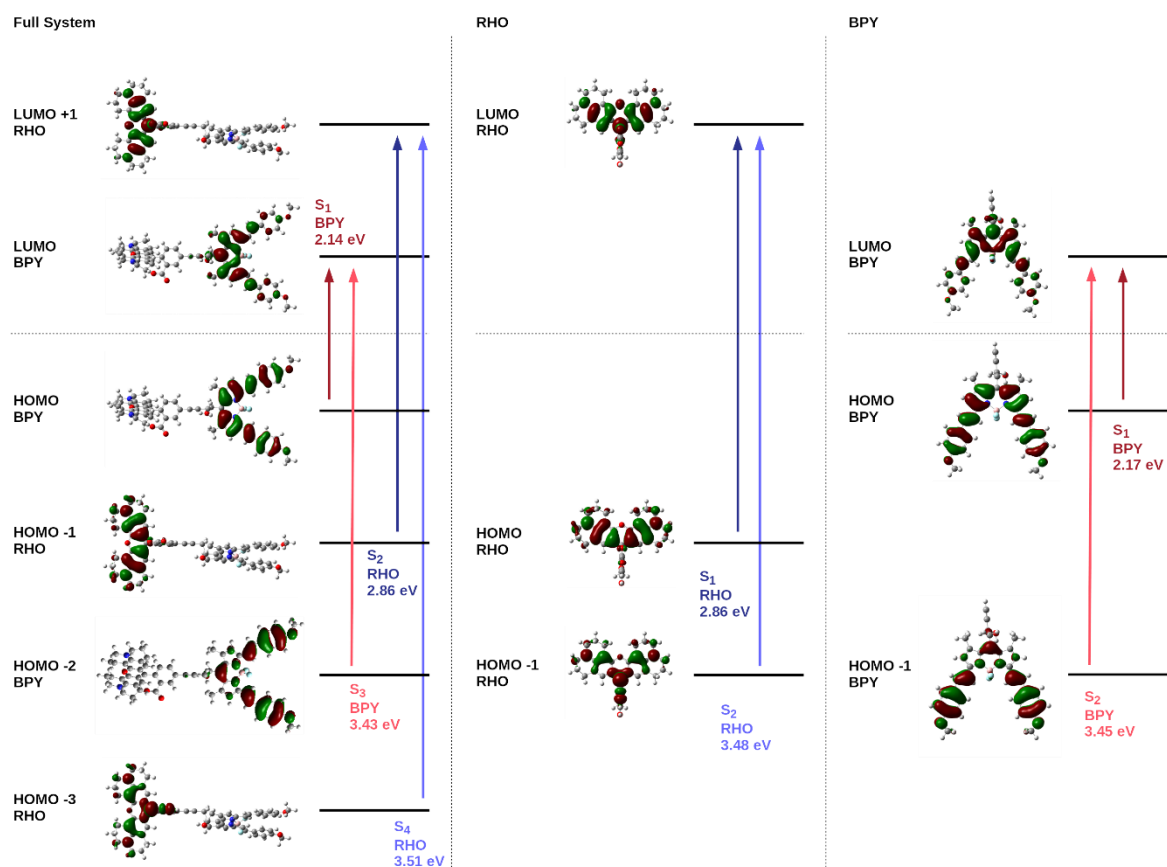 Full System
RHO
BPY
LUMO +1
RHO
LUMO
RHO
S1
BPY
2.14 eV
LUMO
BPY
LUMO
BPY
HOMO
BPY
HOMO
BPY
S1
BPY
2.17 eV
HOMO -1
RHO
S2
RHO
2.86 eV
HOMO
RHO
S1
RHO
2.86 eV
HOMO -2
BPY
S3
BPY
3.43 eV
HOMO -1
RHO
S2
RHO
3.48 eV
HOMO -1
BPY
S2
BPY
3.45 eV
HOMO -3
RHO
S4
RHO
3.51 eV